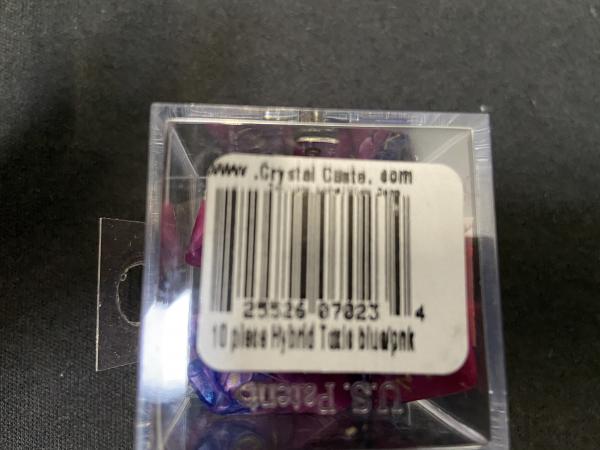 www.Crystal Caste.com
25526 07023 4
10 piece Hybrid Toxic blue/pnk
U.S. Patent